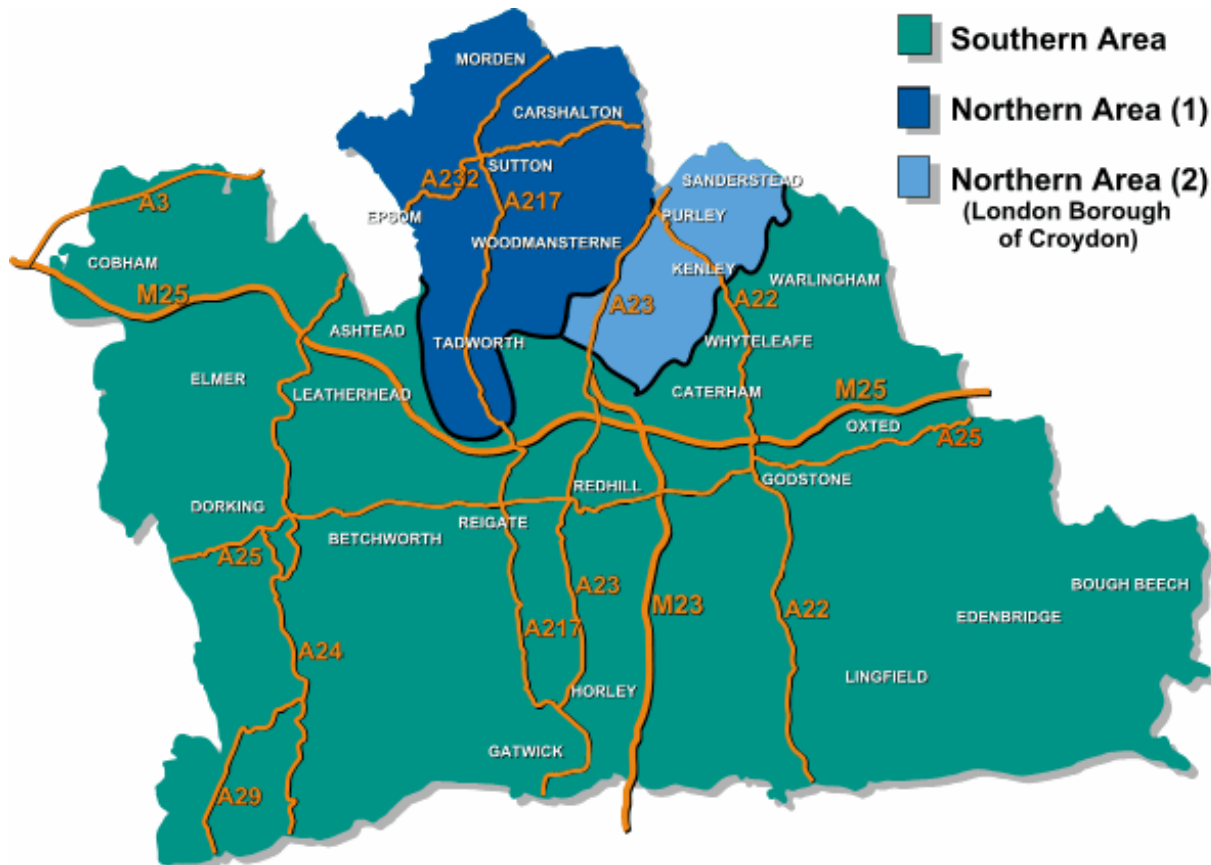 MORDEN
Southern Area
CARSHALTON
Northern Area (1)
SUTTON
A232
SANDERSTEAD
Northern Area (2)
(London Borough
of Croydon)
A3
A217
EPSOM
PURLEY
WOODMANSTERNE
COBHAM
KENLEY
WARLINGHAM
M25
A23
A22
ASHTEAD
TADWORTH
WHYTELEAFE
ELMER
LEATHERHEAD
CATERHAM
M25
OXTED
A25
REDHILL
GODSTONE
DORKING
REIGATE
BETCHWORTH
A25
A23
M23
A22
BOUGH BEECH
EDENBRIDGE
A217
A24
LINGFIELD
HORLEY
GATWICK
A29